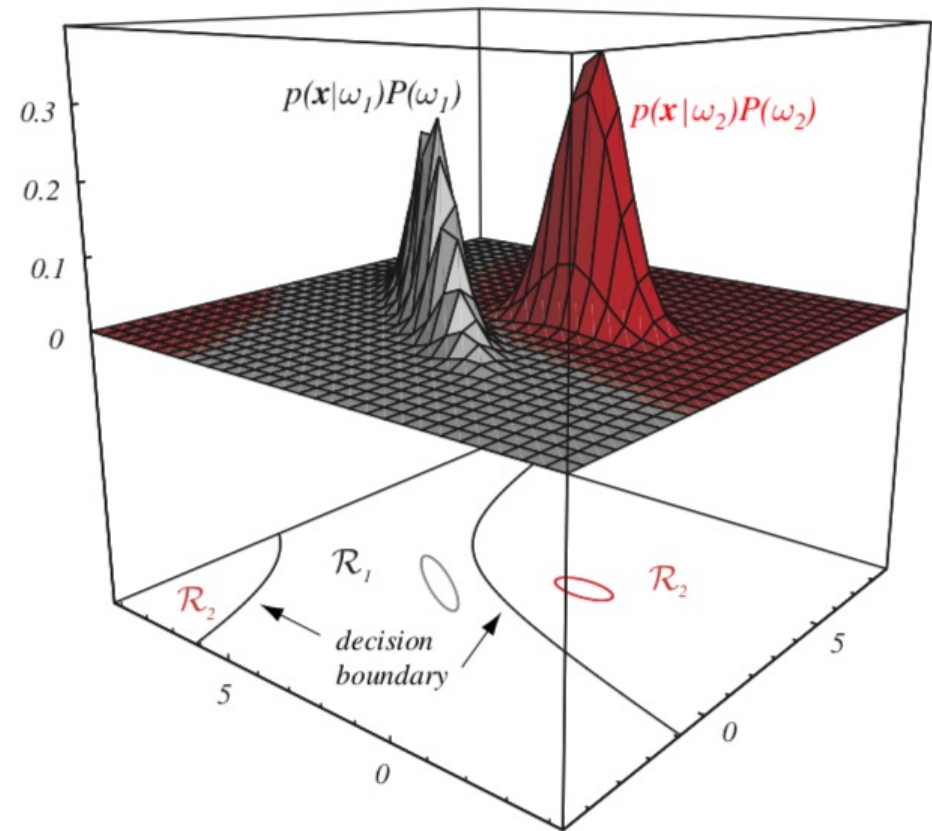 0.3
0.2
0.1
0
p(x|ω₁)P(ω₁)
p(x|ω₂)P(ω₂)
R₂
R₁
R₂
decision
boundary
5
0
0
5